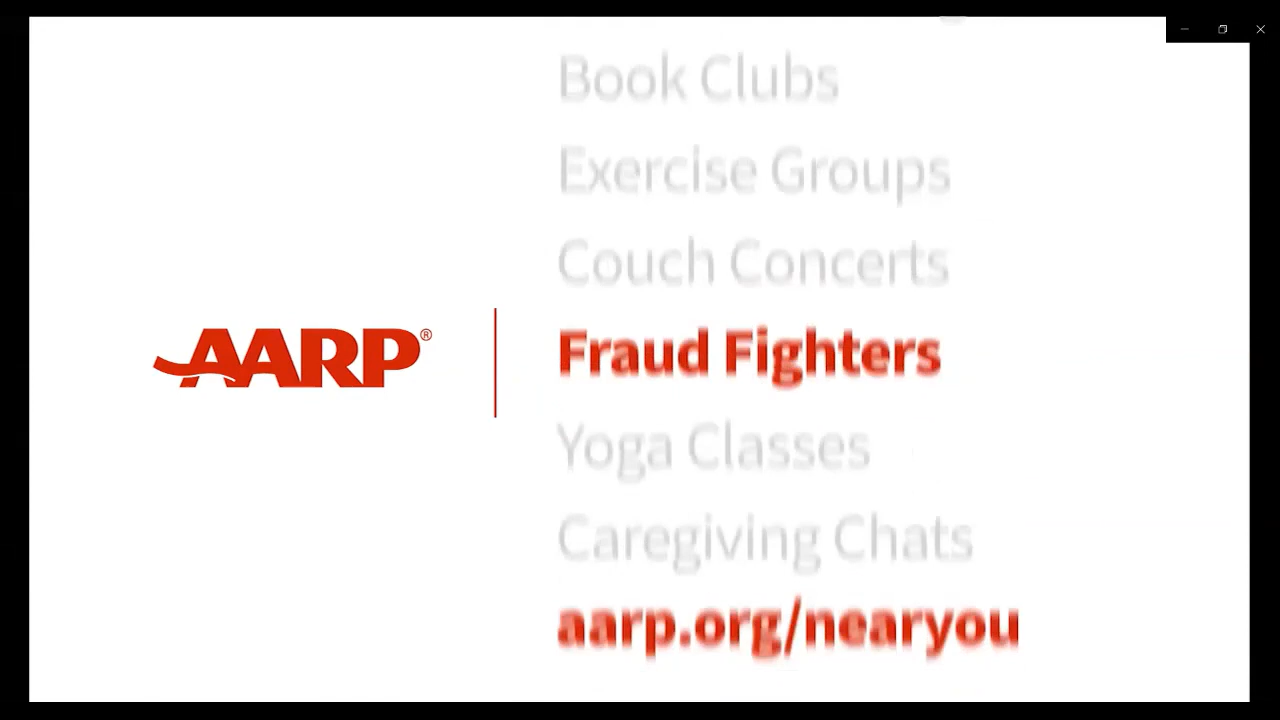 Book Clubs
Exercise Groups
Couch Concerts
AARP®
Fraud Fighters
Yoga Classes
Caregiving Chats
aarp.org/nearyou